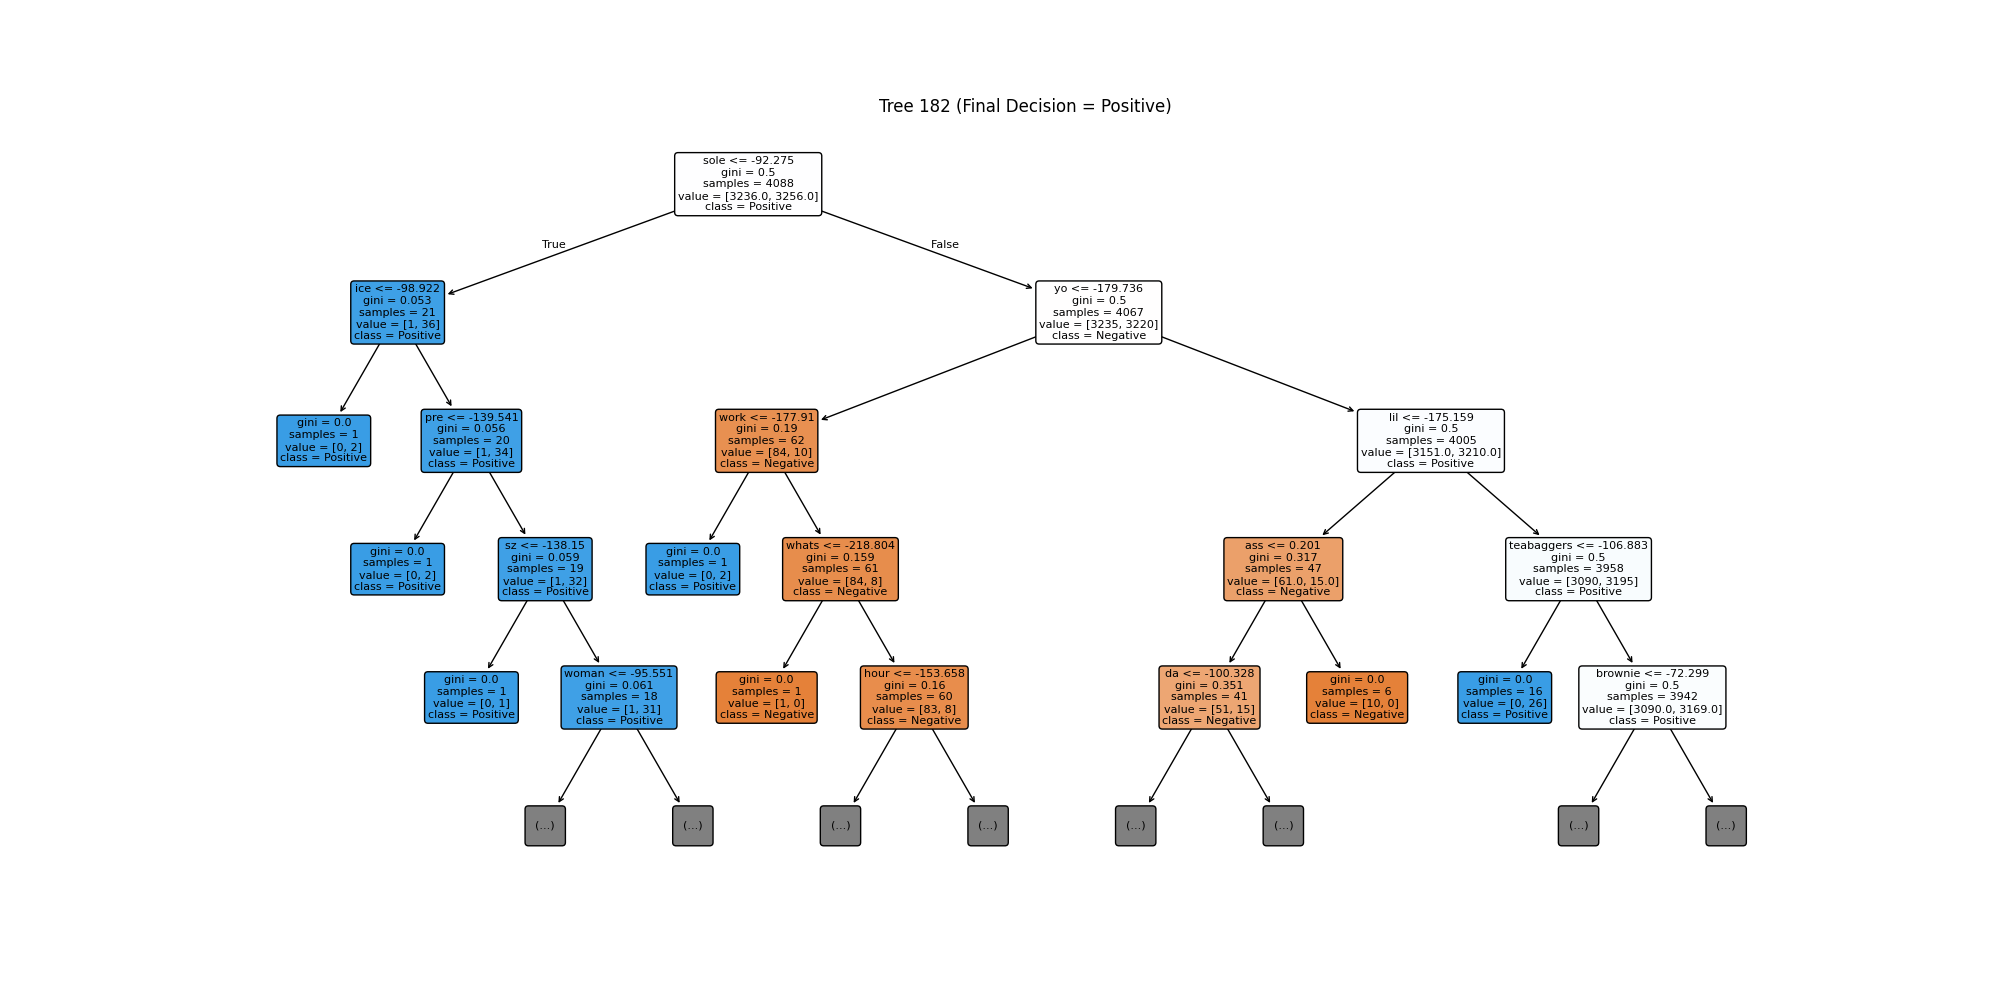 Tree 182 (Final Decision = Positive)
sole <= -92.275
gini = 0.5
samples = 4088
value = [3236.0, 3256.0]
class = Positive
True
False
ice <= -98.922
gini = 0.053
samples = 21
value = [1, 36]
class = Positive
yo <= -179.736
gini = 0.5
samples = 4067
value = [3235, 3220]
class = Negative
gini = 0.0
samples = 1
value = [0, 2]
class = Positive
pre <= -139.541
gini = 0.056
samples = 20
value = [1, 34]
class = Positive
work <= -177.91
gini = 0.19
samples = 62
value = [84, 10]
class = Negative
lil <= -175.159
gini = 0.5
samples = 4005
value = [3151.0, 3210.0]
class = Positive
gini = 0.0
samples = 1
value = [0, 2]
class = Positive
sz <= -138.15
gini = 0.059
samples = 19
value = [1, 32]
class = Positive
gini = 0.0
samples = 1
value = [0, 2]
class = Positive
whats <= -218.804
gini = 0.159
samples = 61
value = [84, 8]
class = Negative
ass <= 0.201
gini = 0.317
samples = 47
value = [61.0, 15.0]
class = Negative
teabaggers <= -106.883
gini = 0.5
samples = 3958
value = [3090, 3195]
class = Positive
gini = 0.0
samples = 1
value = [0, 1]
class = Positive
woman <= -95.551
gini = 0.061
samples = 18
value = [1, 31]
class = Positive
gini = 0.0
samples = 1
value = [1, 0]
class = Negative
hour <= -153.658
gini = 0.16
samples = 60
value = [83, 8]
class = Negative
da <= -100.328
gini = 0.351
samples = 41
value = [51, 15]
class = Negative
gini = 0.0
samples = 6
value = [10, 0]
class = Negative
gini = 0.0
samples = 16
value = [0, 26]
class = Positive
brownie <= -72.299
gini = 0.5
samples = 3942
value = [3090.0, 3169.0]
class = Positive
(...)
(...)
(...)
(...)
(...)
(...)
(...)
(...)